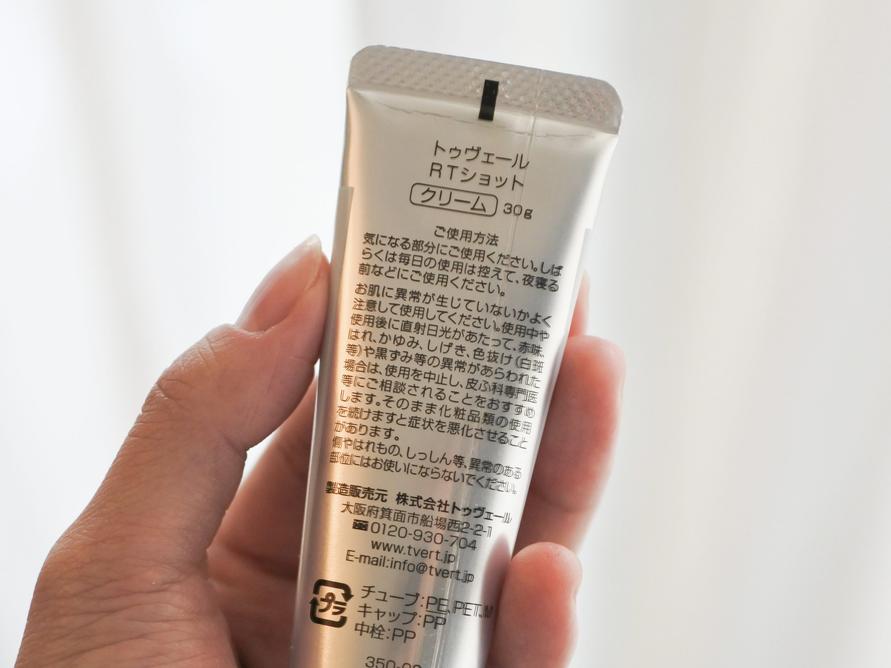 トゥヴェール
RTショット
クリーム 30g
ご使用方法
気になる部分にご使用ください。しば
らくは毎日の使用は控えて、夜寝る
前などにご使用ください。
お肌に異常が生じていないかよく
注意して使用してください。使用中や
使用後に直射日光があたって、赤味、
はれ、かゆみ、しげき、色抜け(白斑
等)や黒ずみ等の異常があらわれた
場合は、使用を中止し、皮ふ科専門医
等にご相談されることをおすすめ
します。そのまま化粧品類の使用
を続けますと症状を悪化させること
があります。
傷やはれもの、しっしん等、異常のある
部位にはお使いにならないでください。
製造販売元 株式会社トゥヴェール
大阪府箕面市船場西2-2-1
0120-930-704
www.tvert.jp
E-mail:info@tvert.jp
プラ
チューブ:PE、PET、M
キャップ:PP
中栓:PP